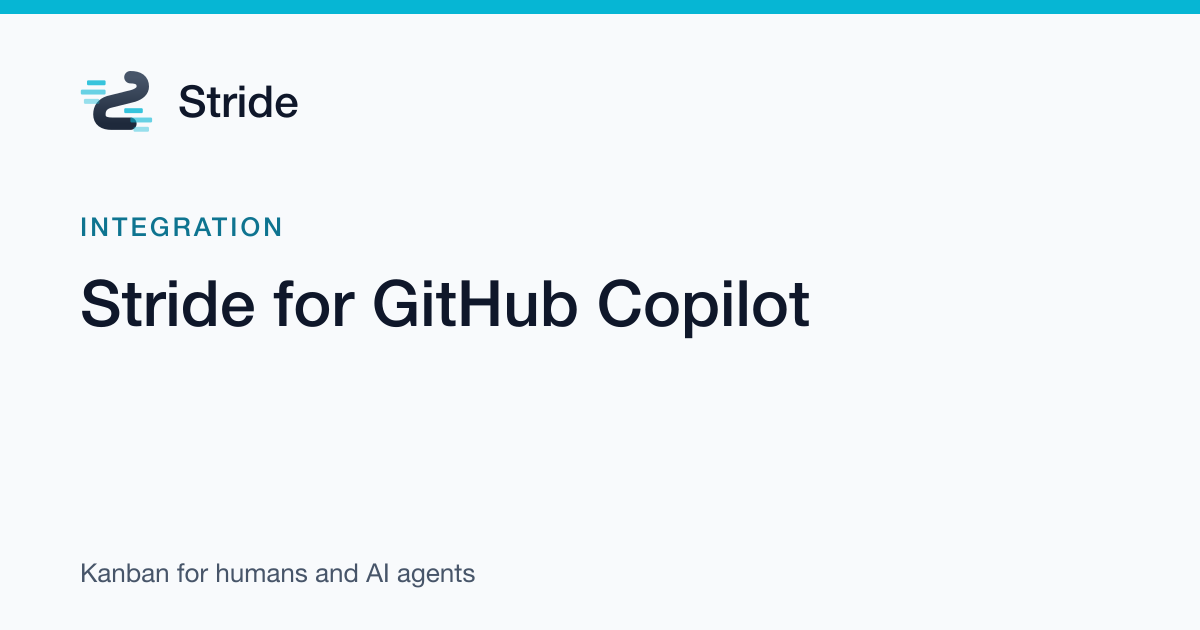 Stride
INTEGRATION
Stride for GitHub Copilot
Kanban for humans and AI agents